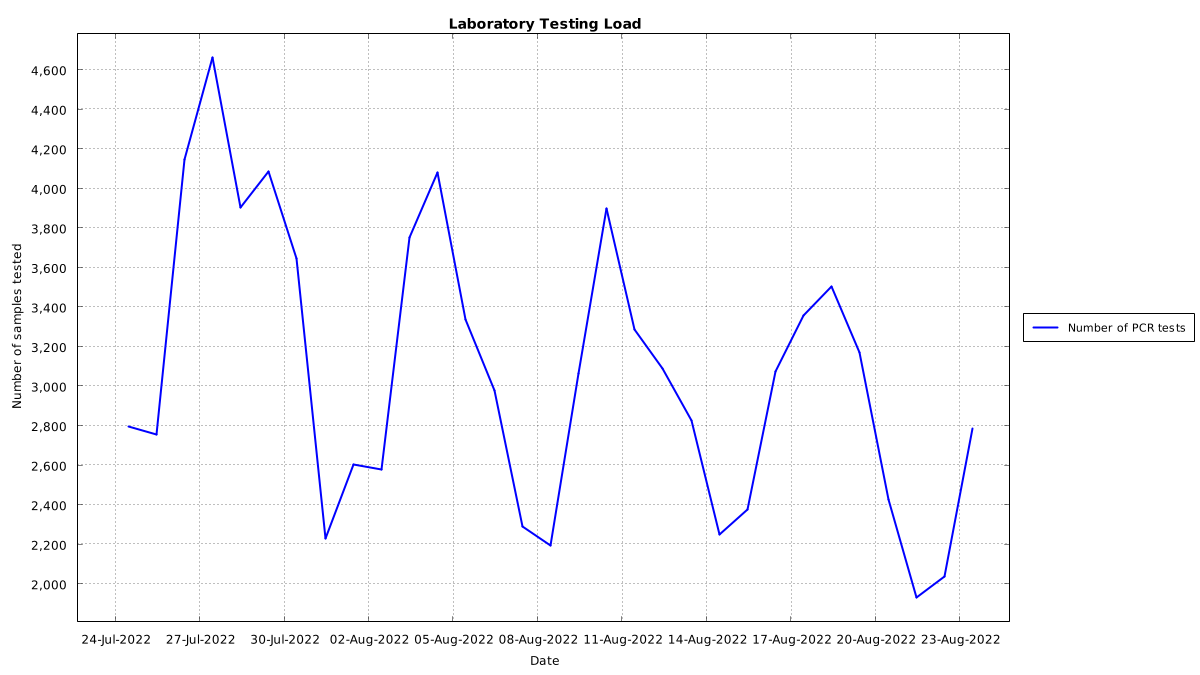 Laboratory Testing Load
4,600
4,400
4,200
4,000
3,800
3,600
3,400
3,200
3,000
2,800
2,600
2,400
2,200
2,000
Number of samples tested
24-Jul-2022 27-Jul-2022 30-Jul-2022 02-Aug-2022 05-Aug-2022 08-Aug-2022 11-Aug-2022 14-Aug-2022 17-Aug-2022 20-Aug-2022 23-Aug-2022
Date
Number of PCR tests